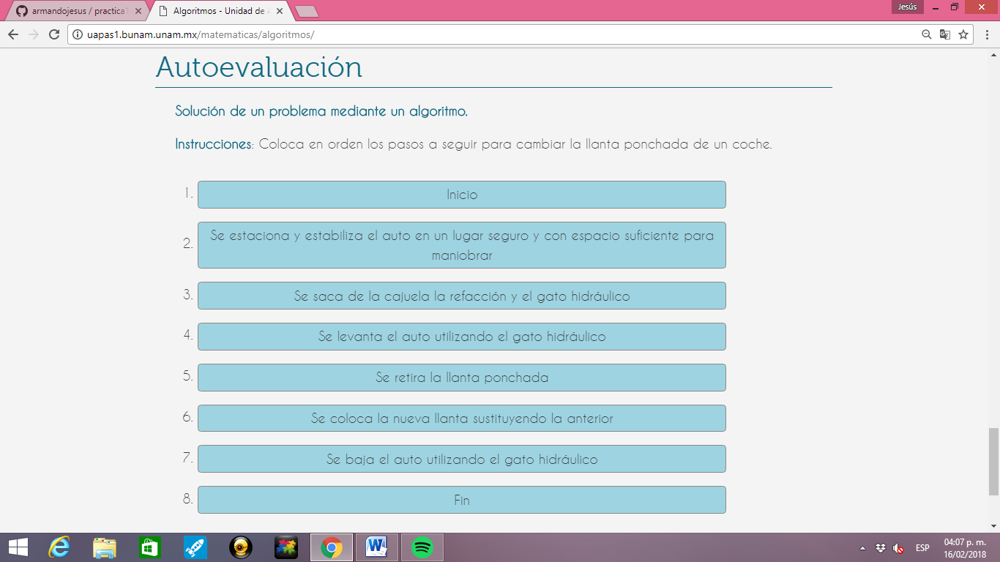 armandojesus / practica1
Algoritmos - Unidad de
Jesús
uapas1.bunam.unam.mx/matematicas/algoritmos/
Autoevaluación
Solución de un problema mediante un algoritmo.
Instrucciones: Coloca en orden los pasos a seguir para cambiar la llanta ponchada de un coche.
1. Inicio
2. Se estaciona y estabiliza el auto en un lugar seguro y con espacio suficiente para
maniobrar
3. Se saca de la cajuela la refacción y el gato hidráulico
4. Se levanta el auto utilizando el gato hidráulico
5. Se retira la llanta ponchada
6. Se coloca la nueva llanta sustituyendo la anterior
7. Se baja el auto utilizando el gato hidráulico
8. Fin
ESP
04:07 p. m.
16/02/2018